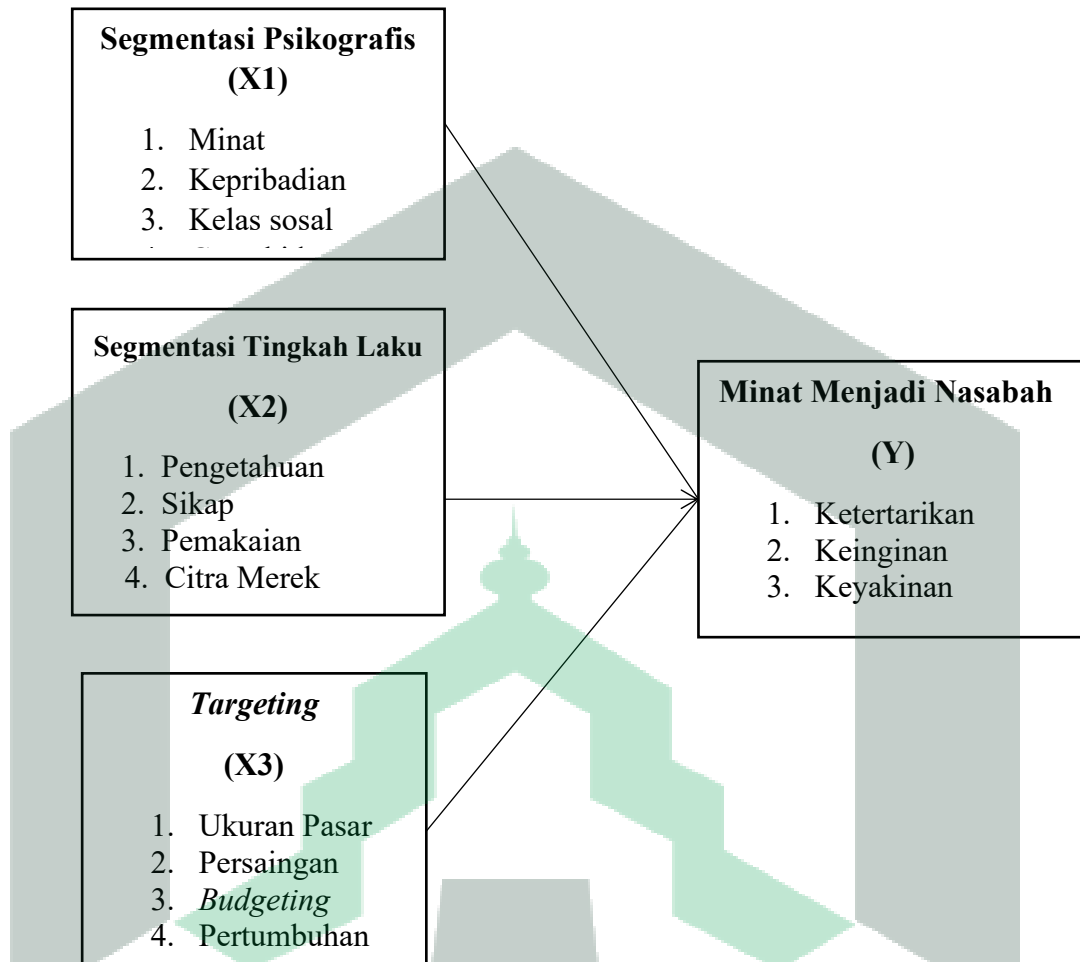 Segmentasi Psikografis
(X1)
1. Minat
2. Kepribadian
3. Kelas sosal
Segmentasi Tingkah Laku
(X2)
1. Pengetahuan
2. Sikap
3. Pemakaian
4. Citra Merek
Targeting
(X3)
1. Ukuran Pasar
2. Persaingan
3. Budgeting
4. Pertumbuhan
Minat Menjadi Nasabah
(Y)
1. Ketertarikan
2. Keinginan
3. Keyakinan